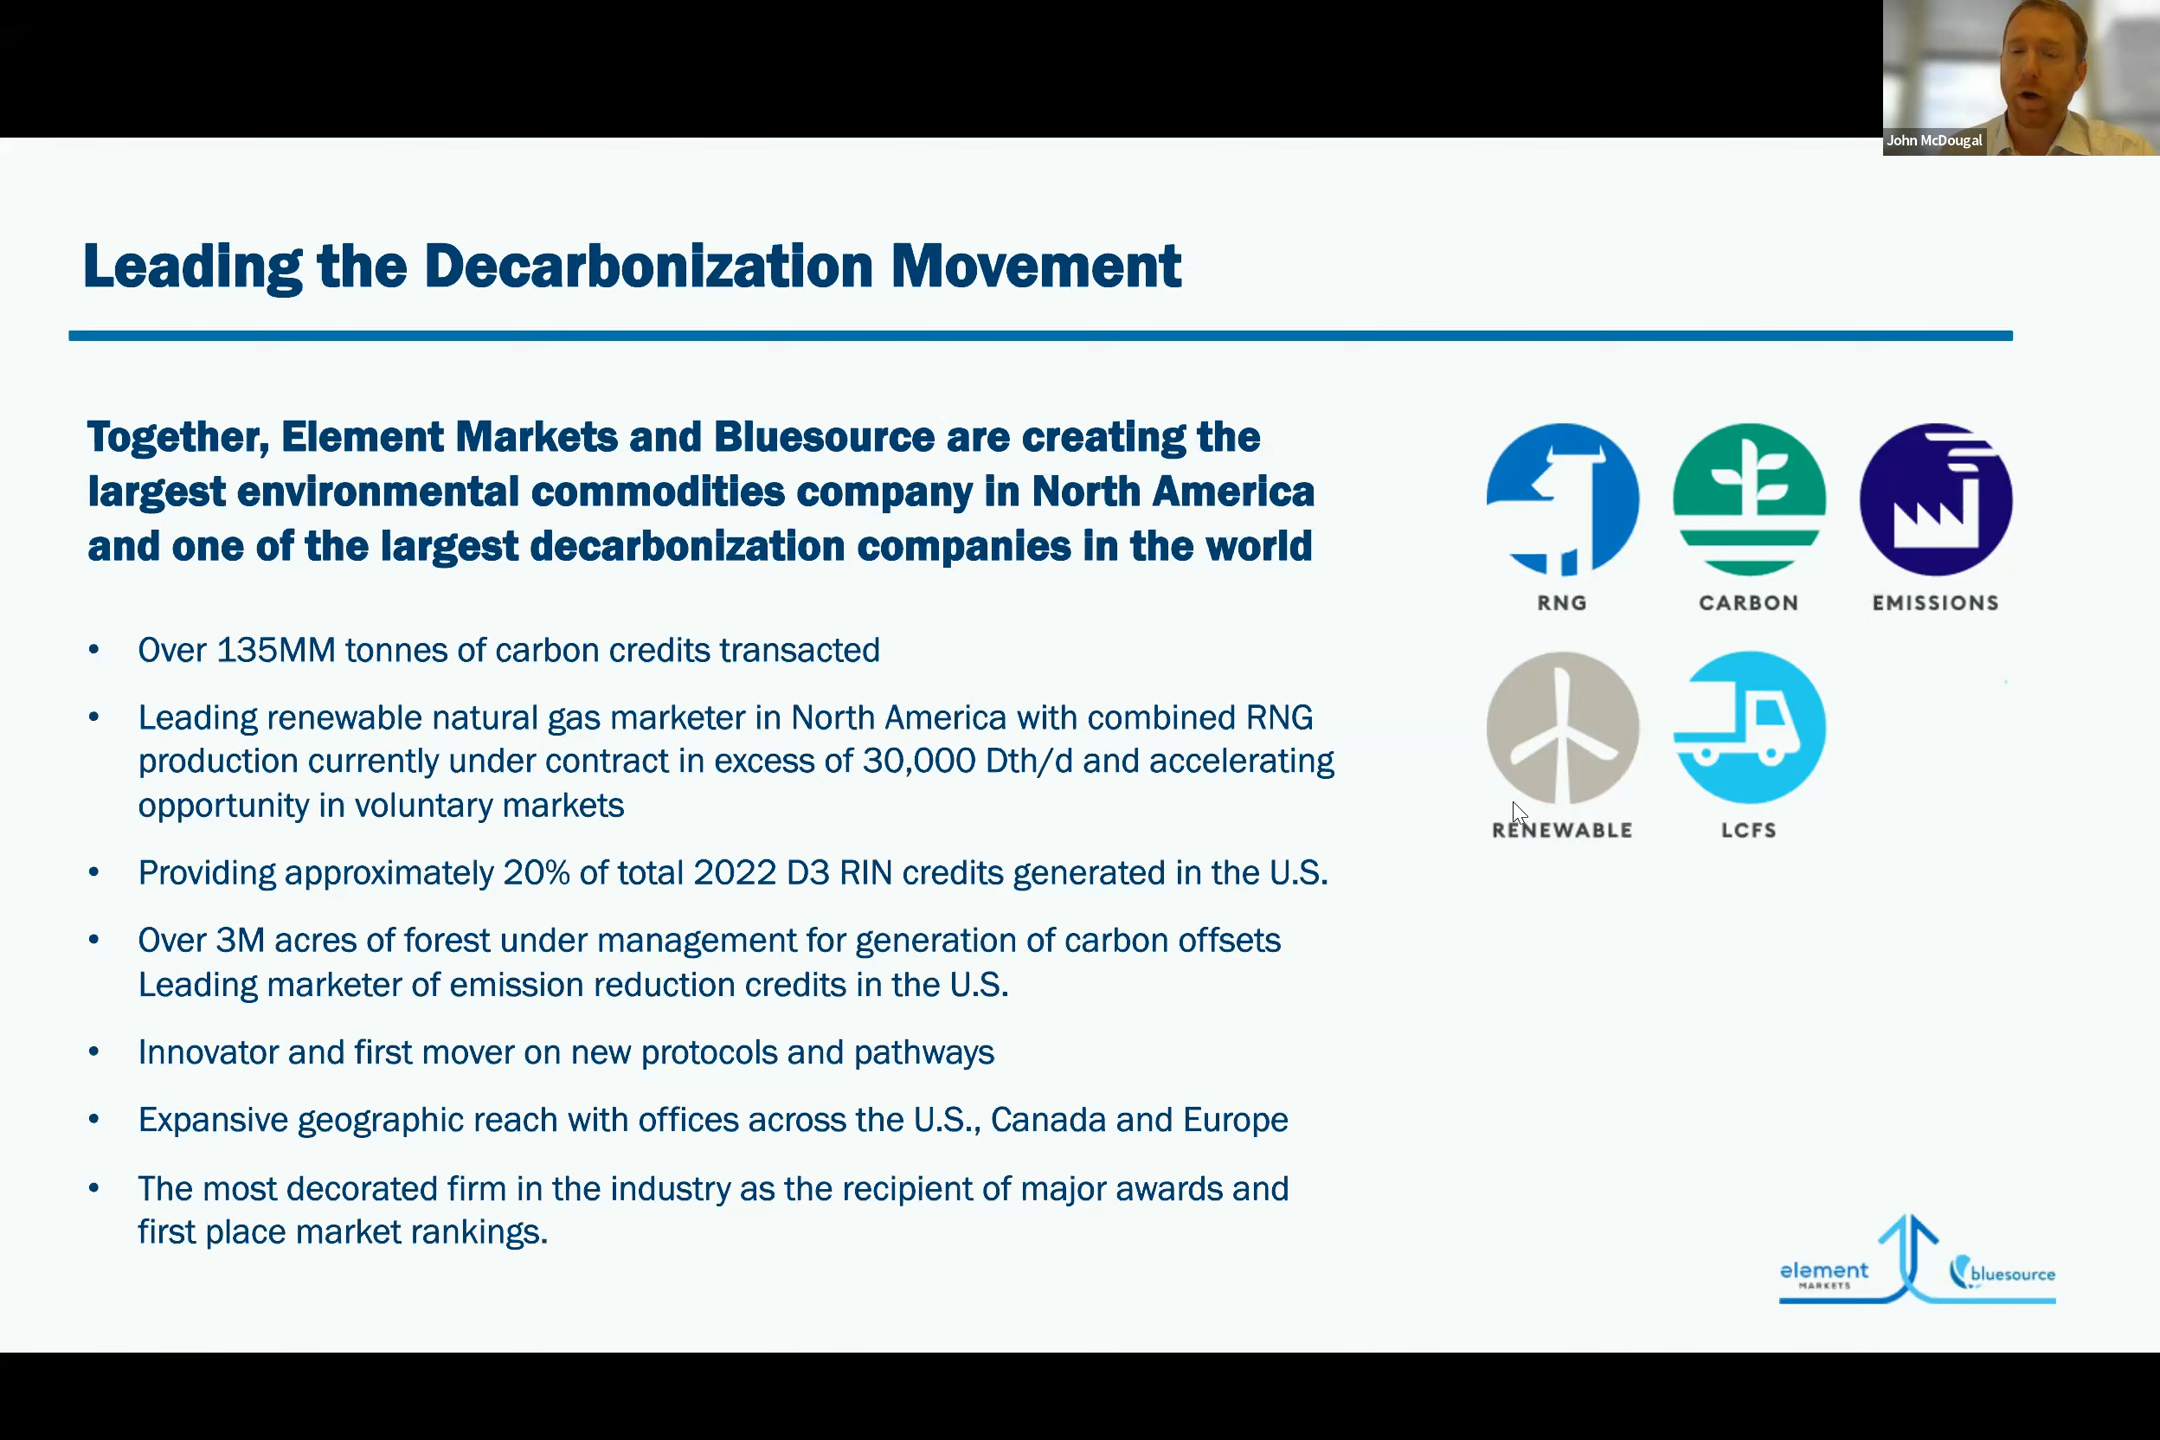 John McDougal
Leading the Decarbonization Movement
Together, Element Markets and Bluesource are creating the
largest environmental commodities company in North America
and one of the largest decarbonization companies in the world
• Over 135MM tonnes of carbon credits transacted
• Leading renewable natural gas marketer in North America with combined RNG
production currently under contract in excess of 30,000 Dth/d and accelerating
opportunity in voluntary markets
• Providing approximately 20% of total 2022 D3 RIN credits generated in the U.S.
• Over 3M acres of forest under management for generation of carbon offsets
Leading marketer of emission reduction credits in the U.S.
• Innovator and first mover on new protocols and pathways
• Expansive geographic reach with offices across the U.S., Canada and Europe
• The most decorated firm in the industry as the recipient of major awards and
first place market rankings.
RNG CARBON EMISSIONS
RENEWABLE LCFS
element
MARKETS
bluesource